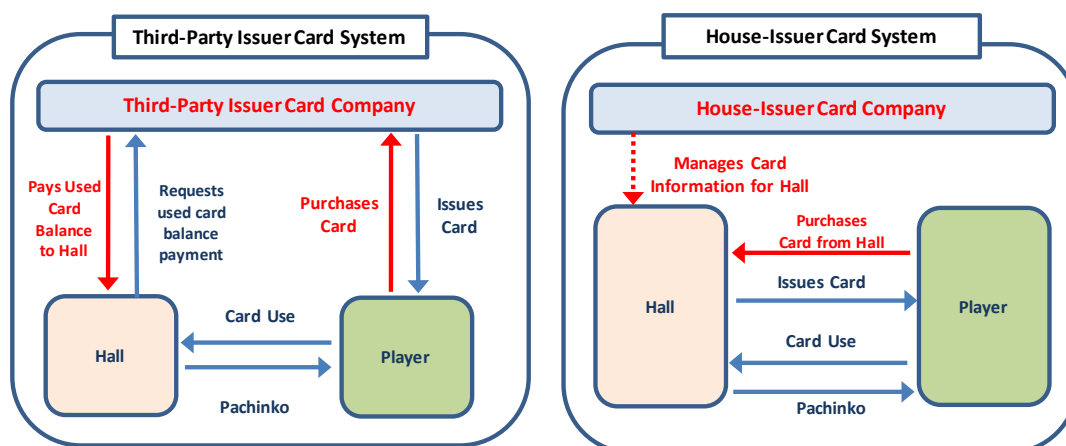 Third-Party Issuer Card System
Third-Party Issuer Card Company
Pays Used
Card
Balance
to Hall
Requests
used card
balance
payment
Purchases
Card
Issues
Card
Hall
Card Use
Player
Pachinko
House-Issuer Card System
House-Issuer Card Company
Manages Card
Information for Hall
Purchases
Card from Hall
Issues Card
Hall
Player
Card Use
Pachinko